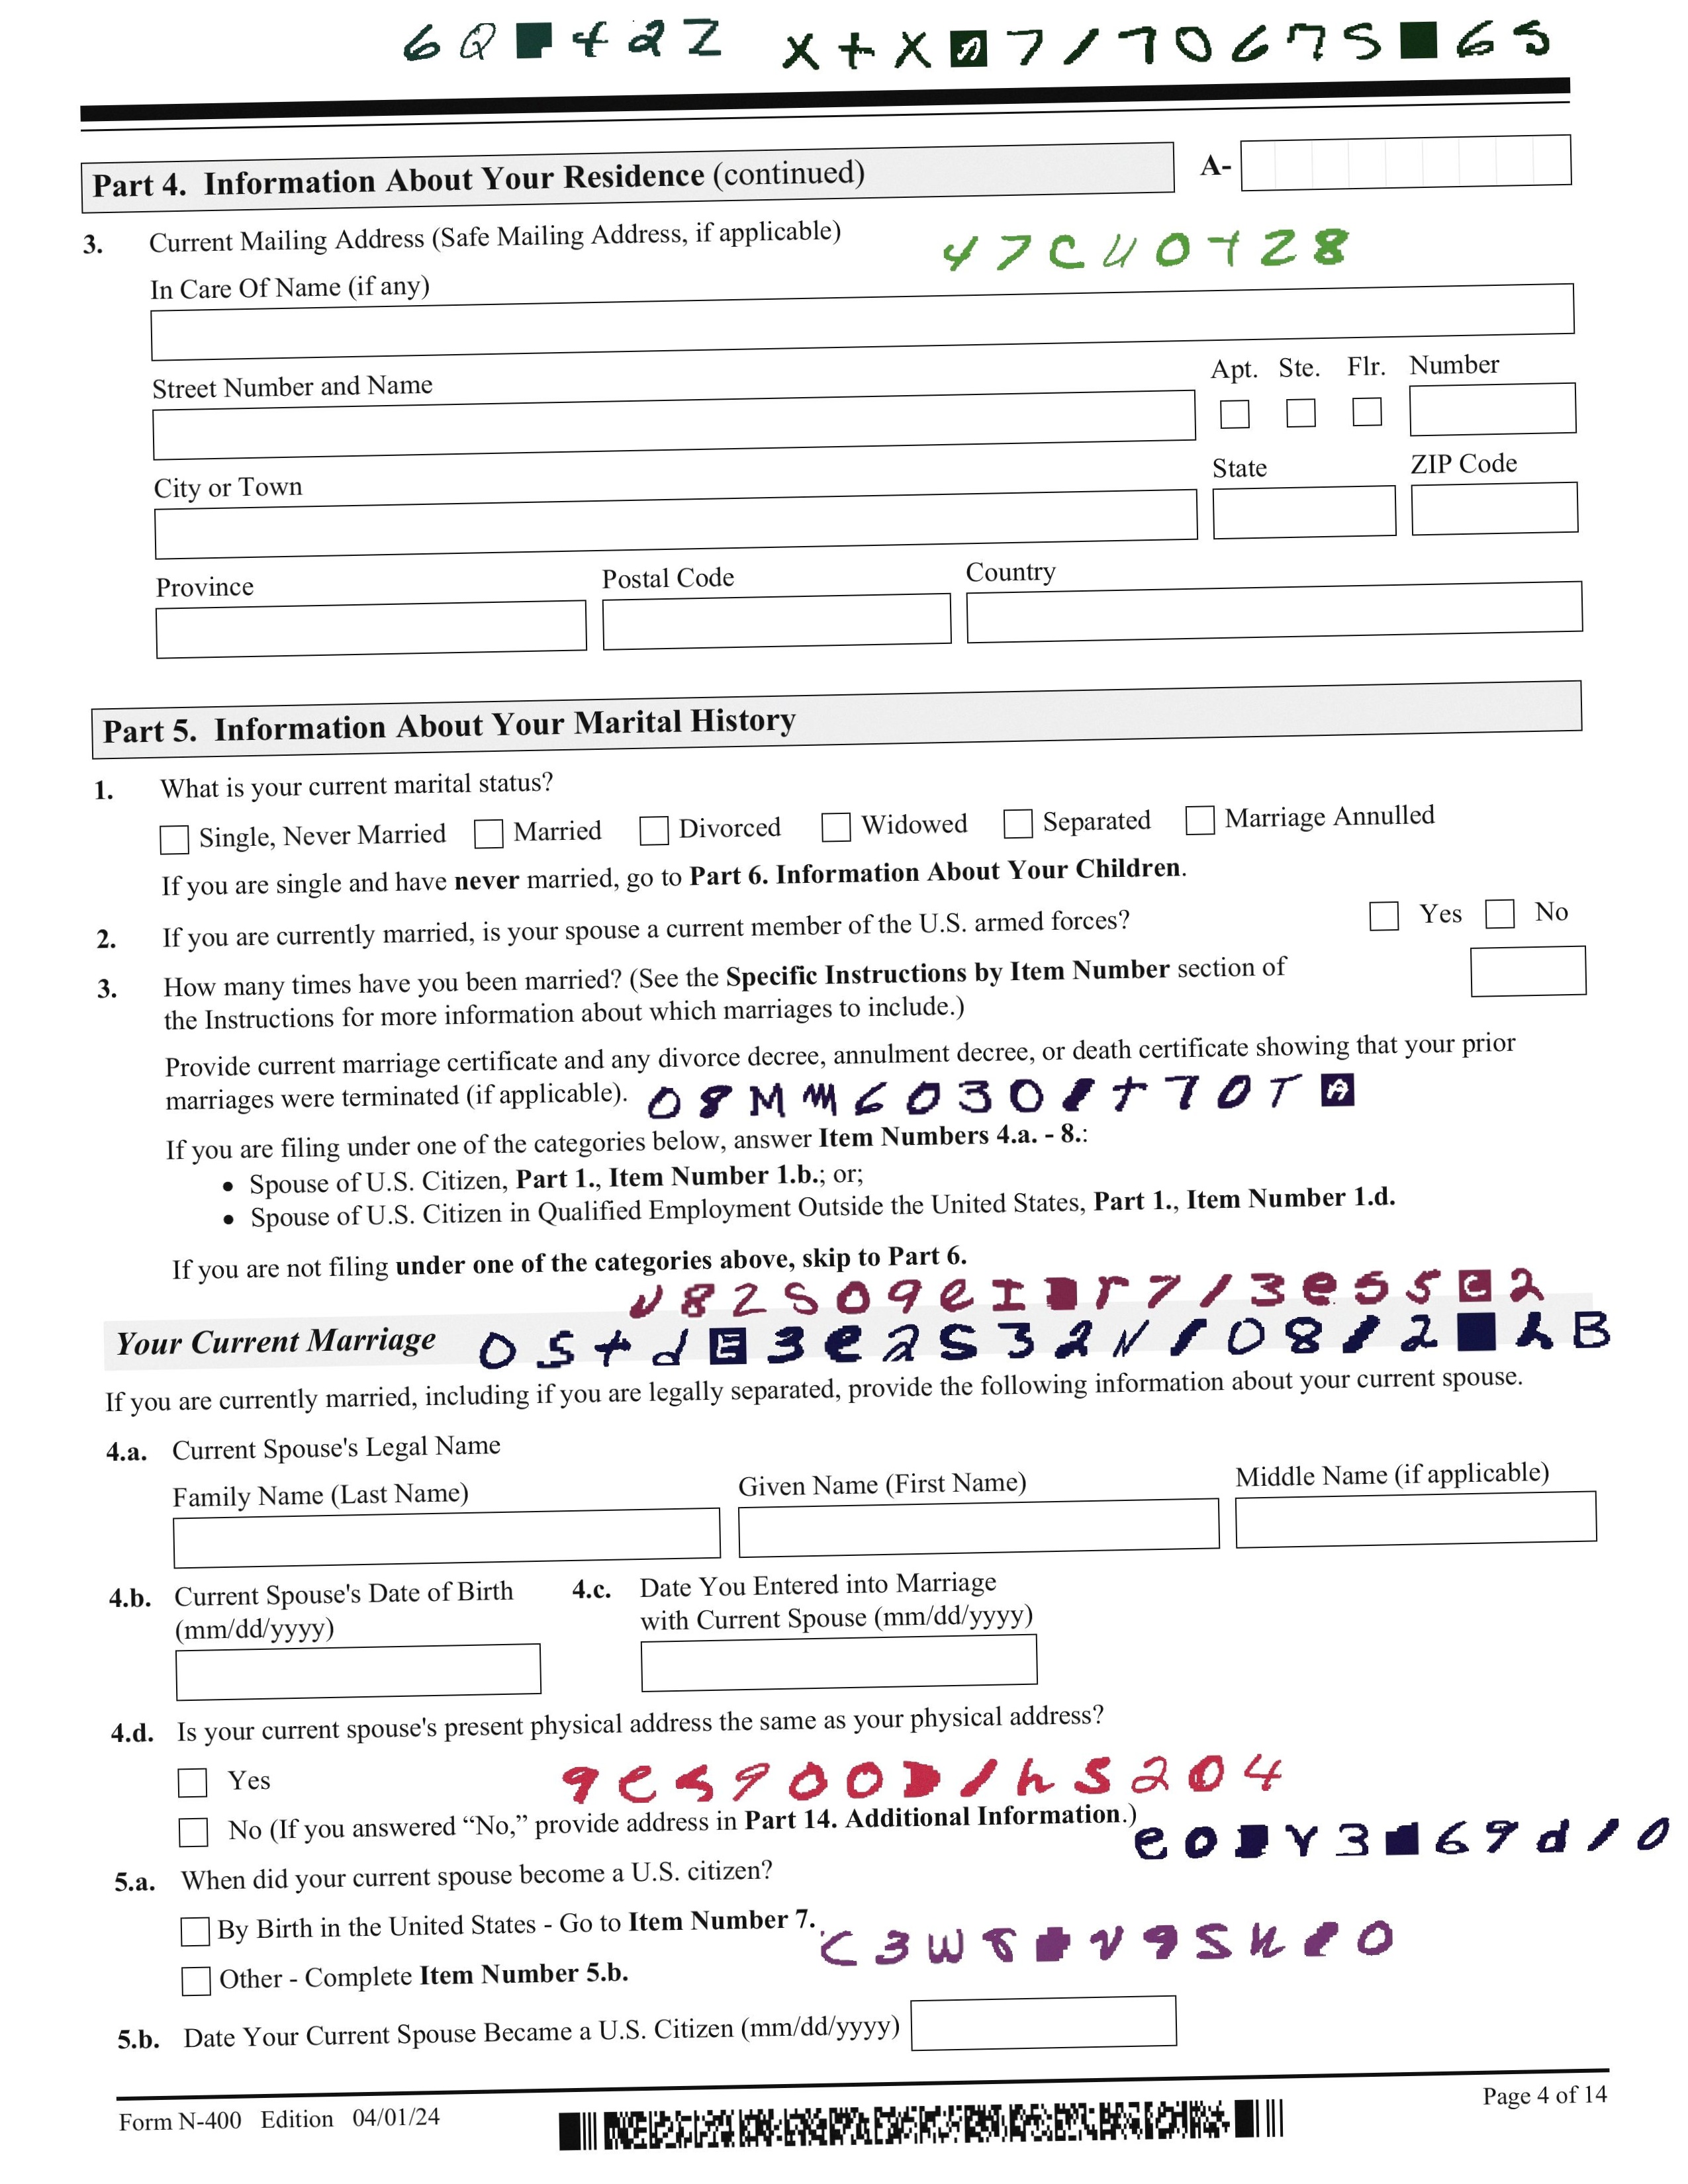 6Q 422 X+X 7/70675 65
Part 4. Information About Your Residence (continued) A-
3. Current Mailing Address (Safe Mailing Address, if applicable) 47C40+28
In Care Of Name (if any)
Street Number and Name Apt. Ste. Flr. Number
City or Town State ZIP Code
Province Postal Code Country
Part 5. Information About Your Marital History
1. What is your current marital status?
Single, Never Married Married Divorced Widowed Separated Marriage Annulled
If you are single and have never married, go to Part 6. Information About Your Children.
2. If you are currently married, is your spouse a current member of the U.S. armed forces? Yes No
3. How many times have you been married? (See the Specific Instructions by Item Number section of
the Instructions for more information about which marriages to include.)
Provide current marriage certificate and any divorce decree, annulment decree, or death certificate showing that your prior
marriages were terminated (if applicable). 08MM60308+70T
If you are filing under one of the categories below, answer Item Numbers 4.a. - 8.:
• Spouse of U.S. Citizen, Part 1., Item Number 1.b.; or;
• Spouse of U.S. Citizen in Qualified Employment Outside the United States, Part 1., Item Number 1.d.
If you are not filing under one of the categories above, skip to Part 6.
V82S09eI r7/3e55 2
Your Current Marriage 0S+d E3e2S32N10812 hB
If you are currently married, including if you are legally separated, provide the following information about your current spouse.
4.a. Current Spouse's Legal Name
Family Name (Last Name) Given Name (First Name) Middle Name (if applicable)
4.b. Current Spouse's Date of Birth 4.c. Date You Entered into Marriage
(mm/dd/yyyy) with Current Spouse (mm/dd/yyyy)
4.d. Is your current spouse's present physical address the same as your physical address?
Yes 9es900D/hS204
No (If you answered “No,” provide address in Part 14. Additional Information.)
e0 Y3 69d/0
5.a. When did your current spouse become a U.S. citizen?
By Birth in the United States - Go to Item Number 7. C3W8 V9SH 0
Other - Complete Item Number 5.b.
5.b. Date Your Current Spouse Became a U.S. Citizen (mm/dd/yyyy)
Form N-400 Edition 04/01/24 Page 4 of 14